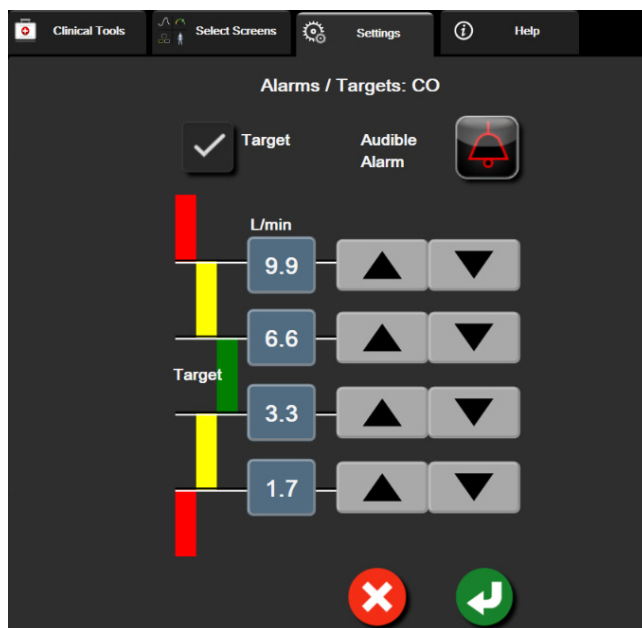 Clinical Tools
Select Screens
Settings
Help
Alarms / Targets: CO
Target
Audible
Alarm
L/min
9.9
6.6
Target
3.3
1.7